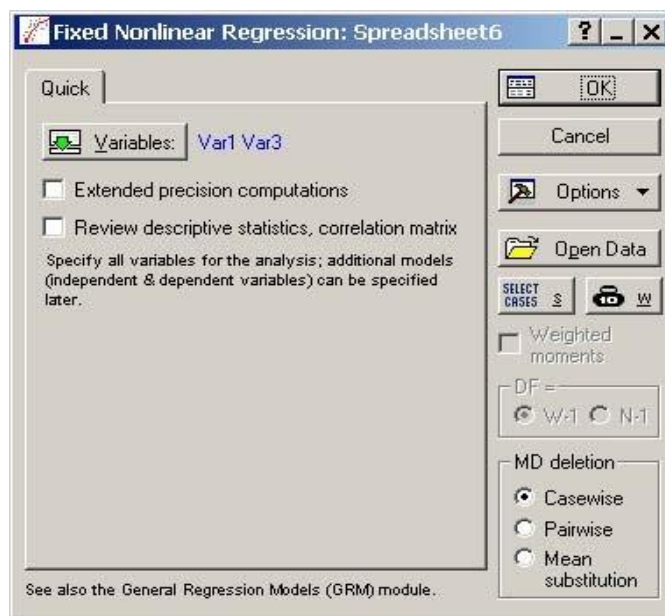 Fixed Nonlinear Regression: Spreadsheet6
Quick
Variables: Var1 Var3
Extended precision computations
Review descriptive statistics, correlation matrix
Specify all variables for the analysis; additional models
(independent & dependent variables) can be specified
later.
See also the General Regression Models (GRM) module.
OK
Cancel
Options
Open Data
SELECT
CASES S W
Weighted
moments
DF =
W-1 N-1
MD deletion
Casewise
Pairwise
Mean
substitution